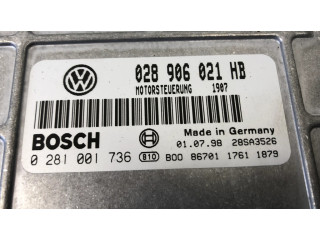 028 906 021 HB
MOTORSTEUERUNG 1907
BOSCH
Made in Germany
01.07.98 28SA3526
0 281 001 736 810 B00 86701 1761 1879